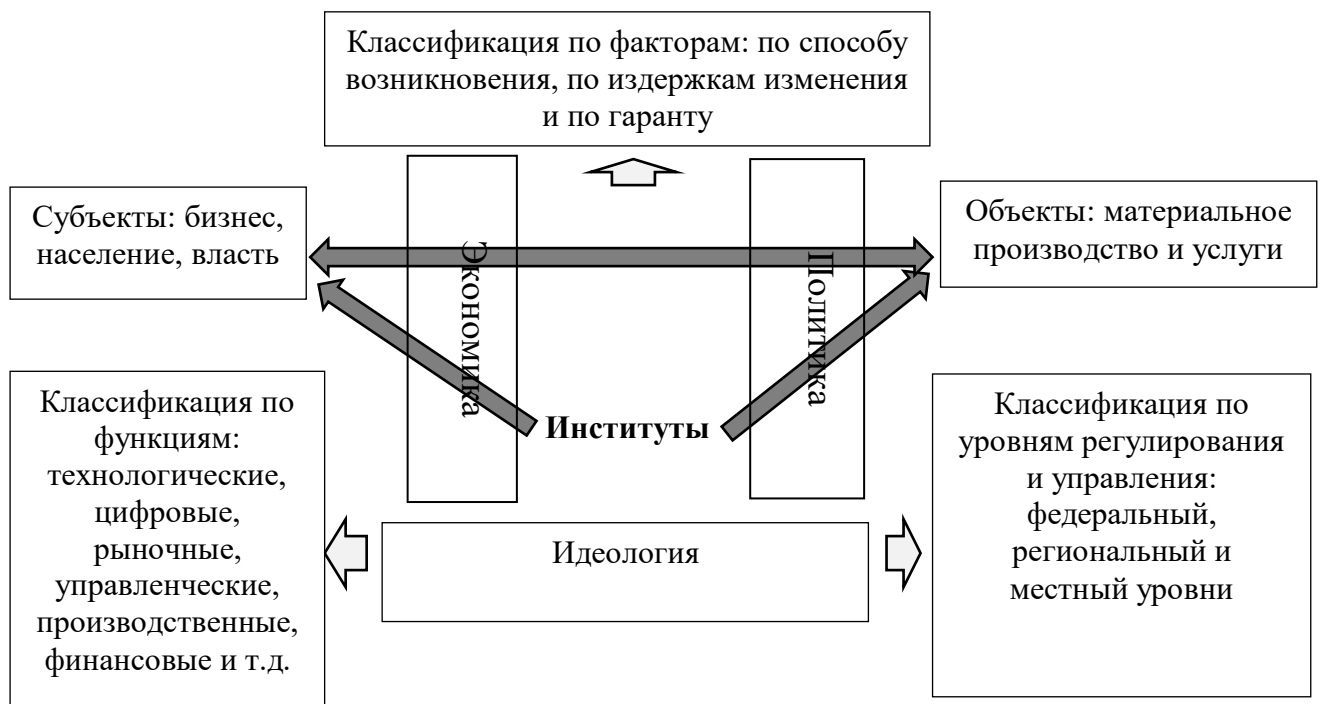 Классификация по факторам: по способу
возникновения, по издержкам изменения
и по гаранту
Субъекты: бизнес,
население, власть
Экономика
Политика
Объекты: материальное
производство и услуги
Институты
Классификация по
функциям:
технологические,
цифровые,
рыночные,
управленческие,
производственные,
финансовые и т.д.
Идеология
Классификация по
уровням регулирования
и управления:
федеральный,
региональный и
местный уровни